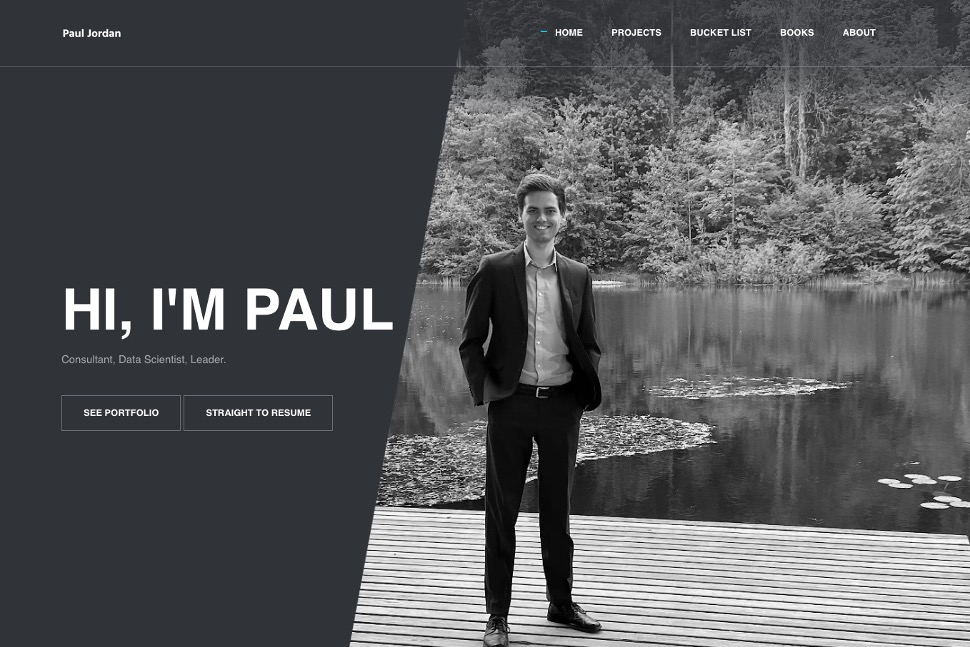 Paul Jordan
HOME PROJECTS BUCKET LIST BOOKS ABOUT
HI, I'M PAUL
Consultant, Data Scientist, Leader.
SEE PORTFOLIO STRAIGHT TO RESUME